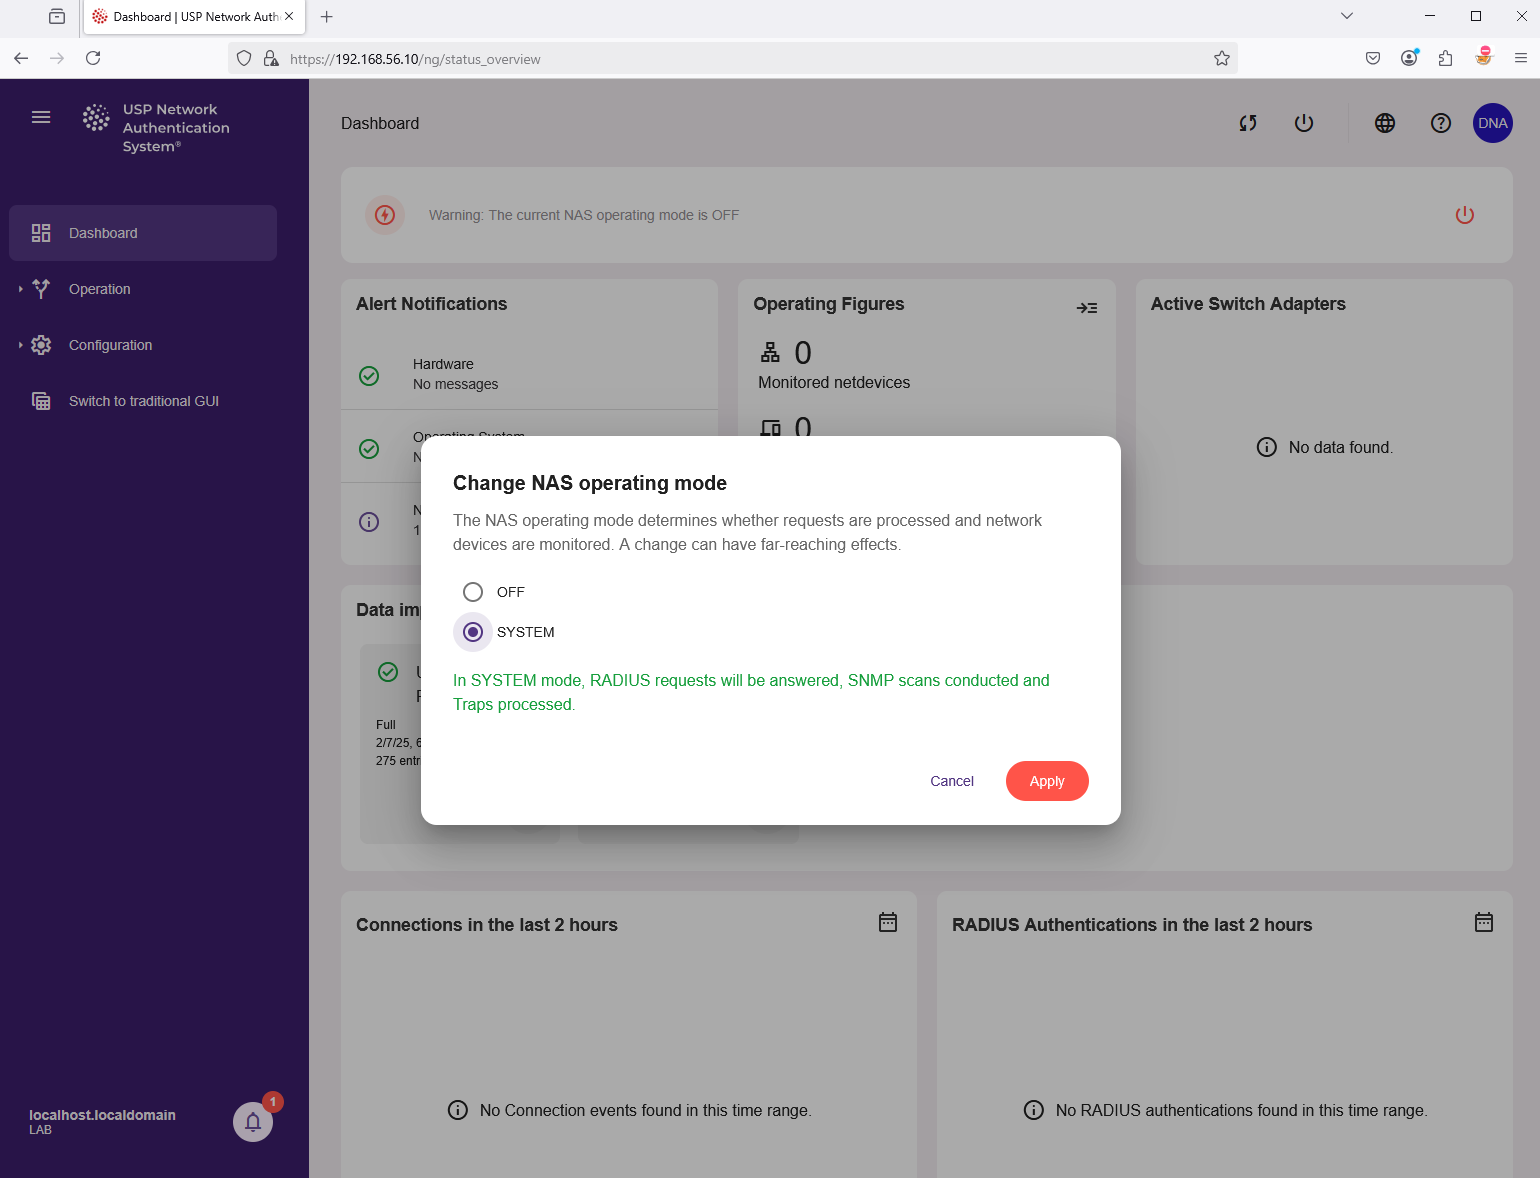 Dashboard | USP Network Auth
https://192.168.56.10/ng/status_overview
USP Network
Authentication
System®
Dashboard
DNA
Warning: The current NAS operating mode is OFF
Dashboard
Operation
Configuration
Switch to traditional GUI
Alert Notifications
Hardware
No messages
Operating System
Operating Figures
0
Monitored netdevices
0
Active Switch Adapters
No data found.
Change NAS operating mode
The NAS operating mode determines whether requests are processed and network
devices are monitored. A change can have far-reaching effects.
OFF
SYSTEM
In SYSTEM mode, RADIUS requests will be answered, SNMP scans conducted and
Traps processed.
Cancel
Apply
Data im
Full
2/7/25, 6
275 entr
Connections in the last 2 hours
No Connection events found in this time range.
RADIUS Authentications in the last 2 hours
No RADIUS authentications found in this time range.
localhost.localdomain
LAB
1